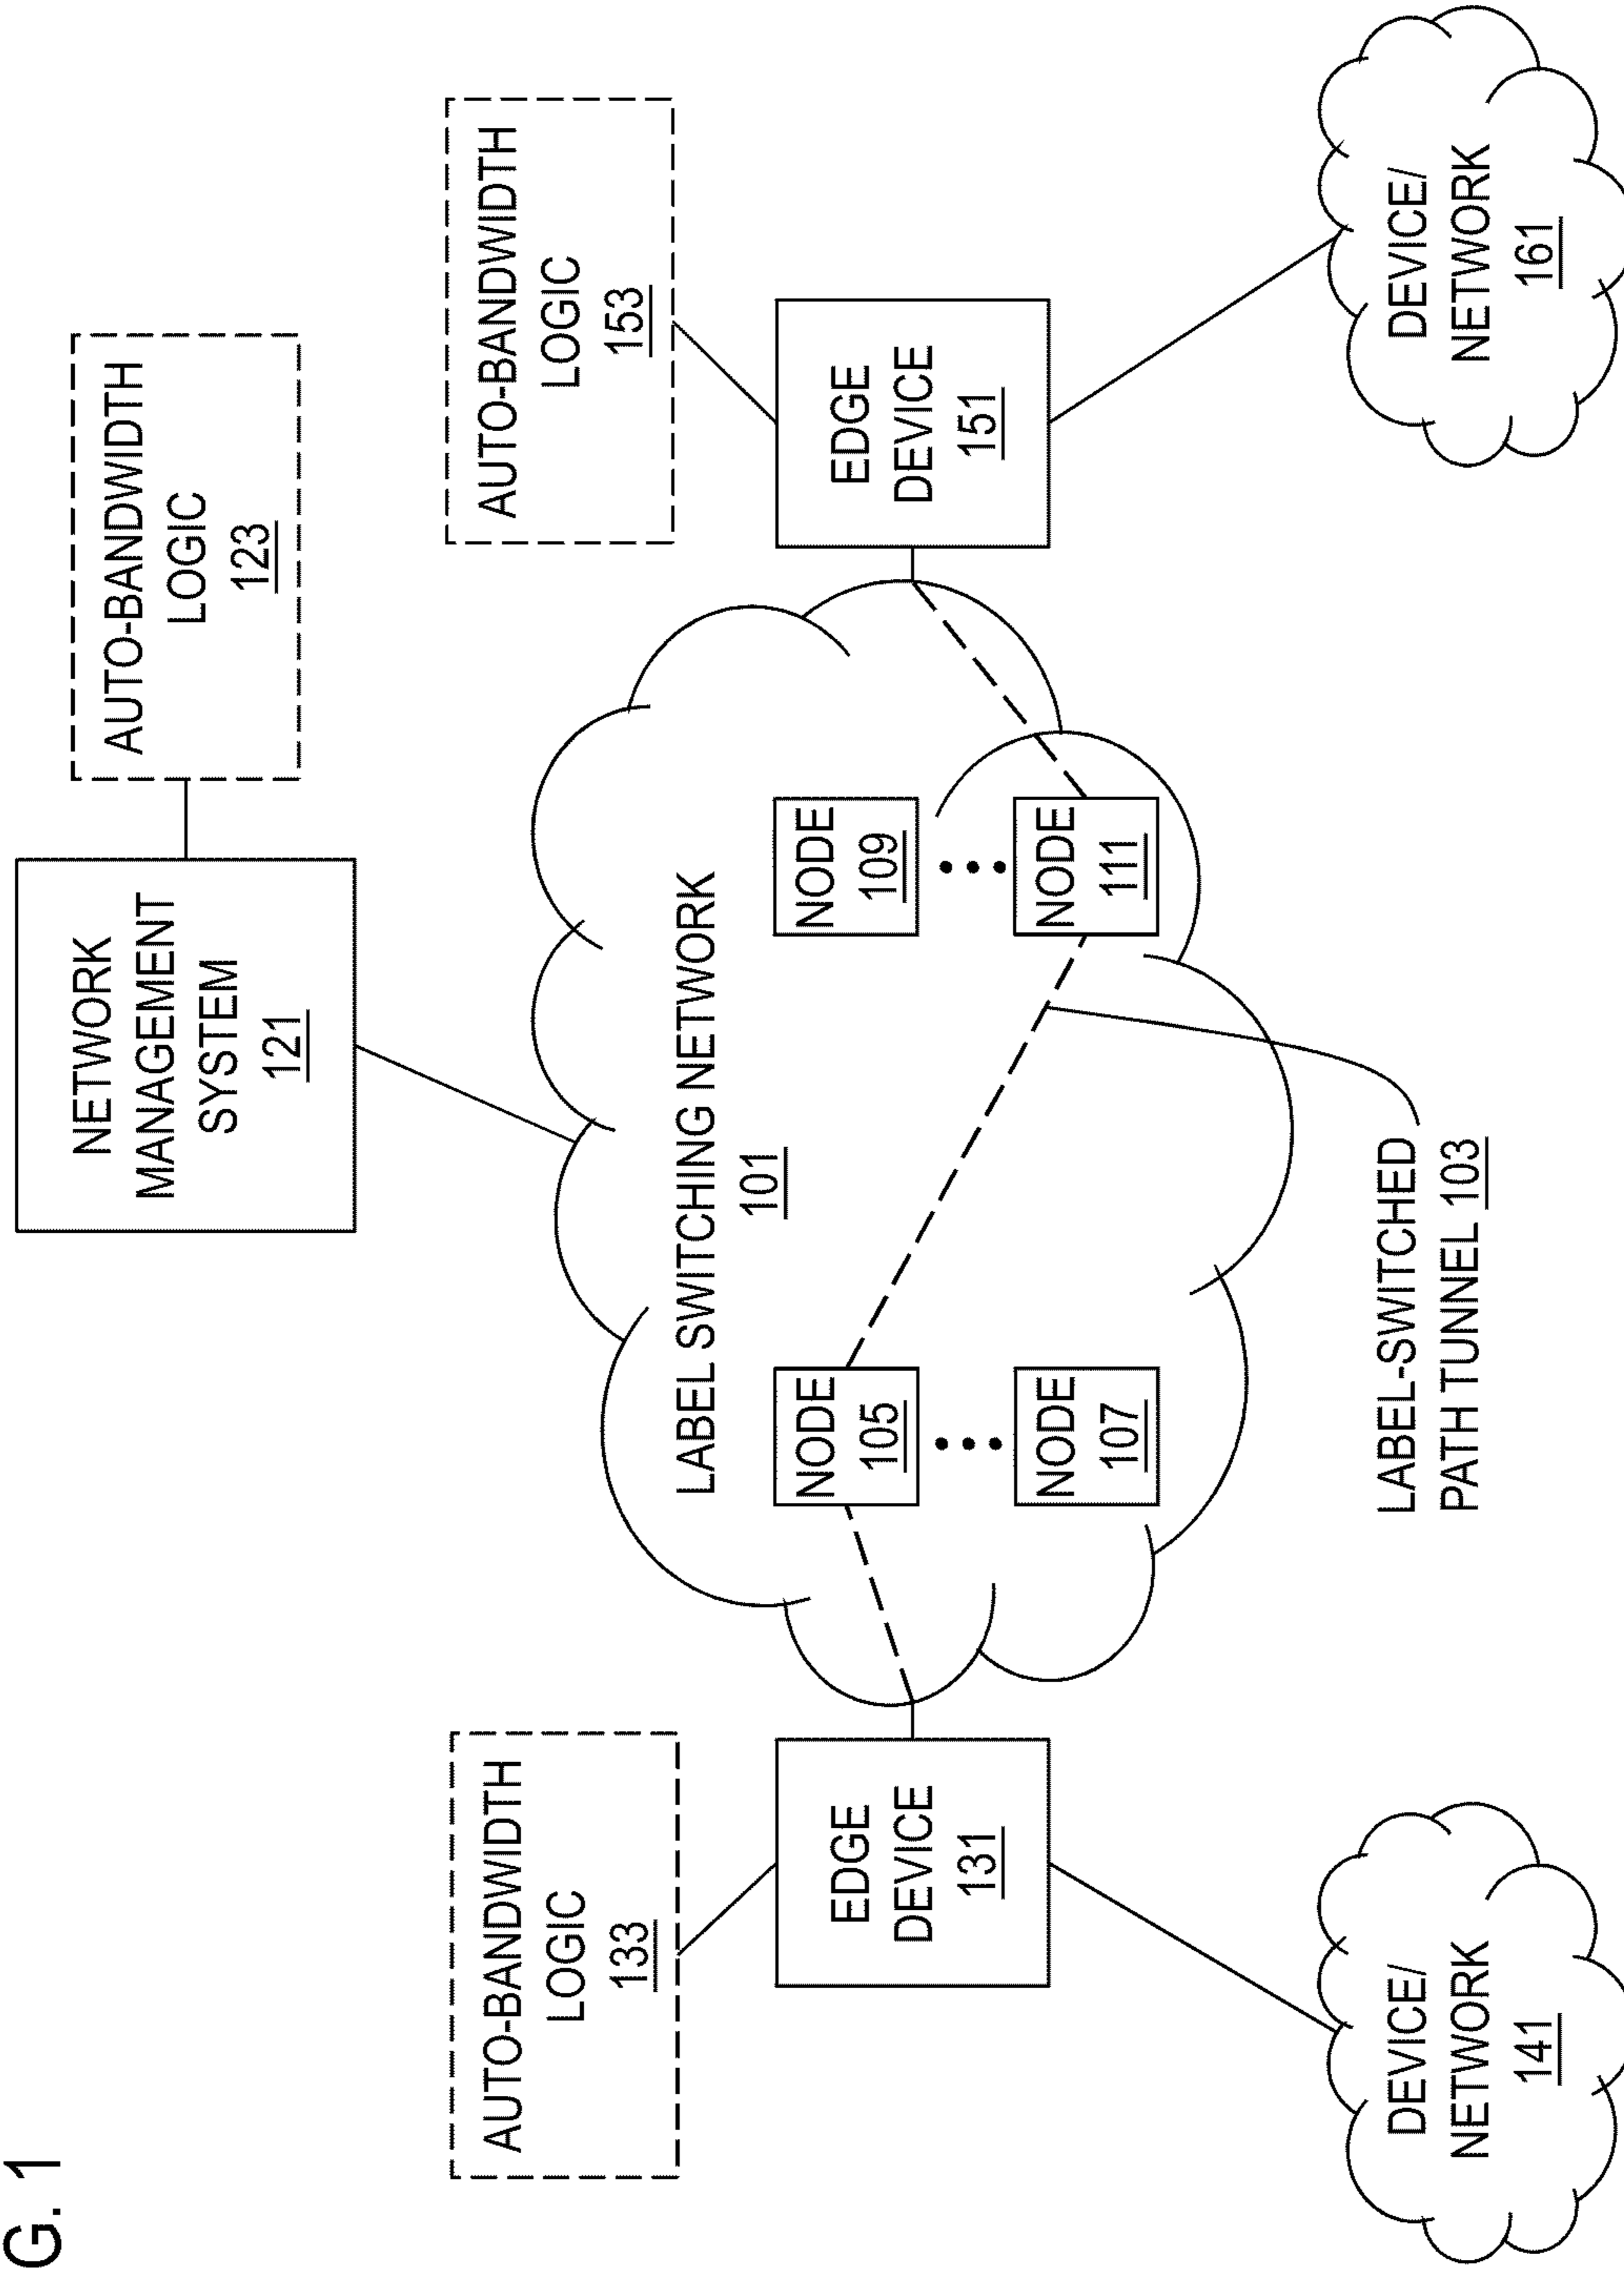 G. 1
NETWORK
MANAGEMENT
SYSTEM
121
AUTO-BANDWIDTH
LOGIC
123
AUTO-BANDWIDTH
LOGIC
133
AUTO-BANDWIDTH
LOGIC
153
LABEL SWITCHING NETWORK
101
EDGE
DEVICE
131
NODE
105
NODE
109
EDGE
DEVICE
151
NODE
107
NODE
111
LABEL-SWITCHED
PATH TUNNEL 103
DEVICE/
NETWORK
141
DEVICE/
NETWORK
161